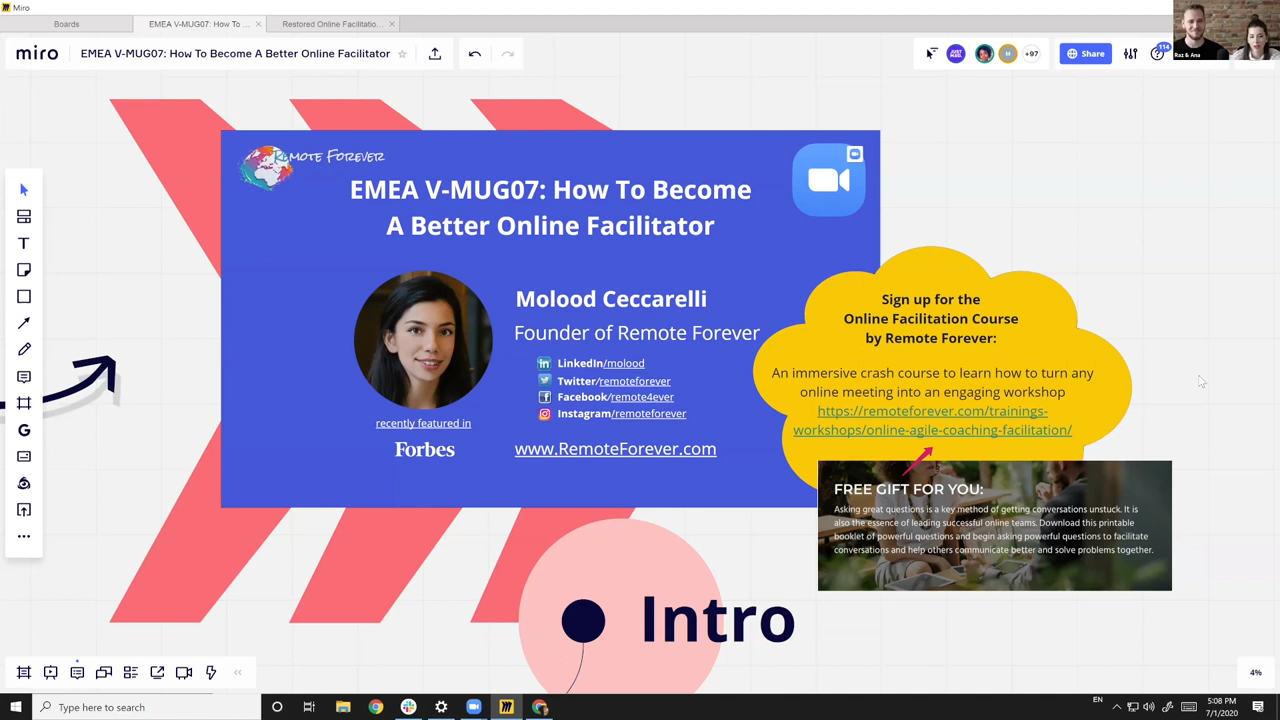 Miro
Boards
EMEA V-MUG07: How To ...
Restored Online Facilitatio...
miro
EMEA V-MUG07: How To Become A Better Online Facilitator
+97
Share
114
Raz & Ana
REMOTE FOREVER
EMEA V-MUG07: How To Become
A Better Online Facilitator
Molood Ceccarelli
Founder of Remote Forever
LinkedIn/molood
Twitter/remoteforever
Facebook/remote4ever
Instagram/remoteforever
recently featured in
Forbes
www.RemoteForever.com
Sign up for the
Online Facilitation Course
by Remote Forever:
An immersive crash course to learn how to turn any
online meeting into an engaging workshop
https://remoteforever.com/trainings-
workshops/online-agile-coaching-facilitation/
FREE GIFT FOR YOU:
Asking great questions is a key method of getting conversations unstuck. It is
also the essence of leading successful online teams. Download this printable
booklet of powerful questions and begin asking powerful questions to facilitate
conversations and help others communicate better and solve problems together.
Intro
4%
Type here to search
EN
5:08 PM
7/1/2020